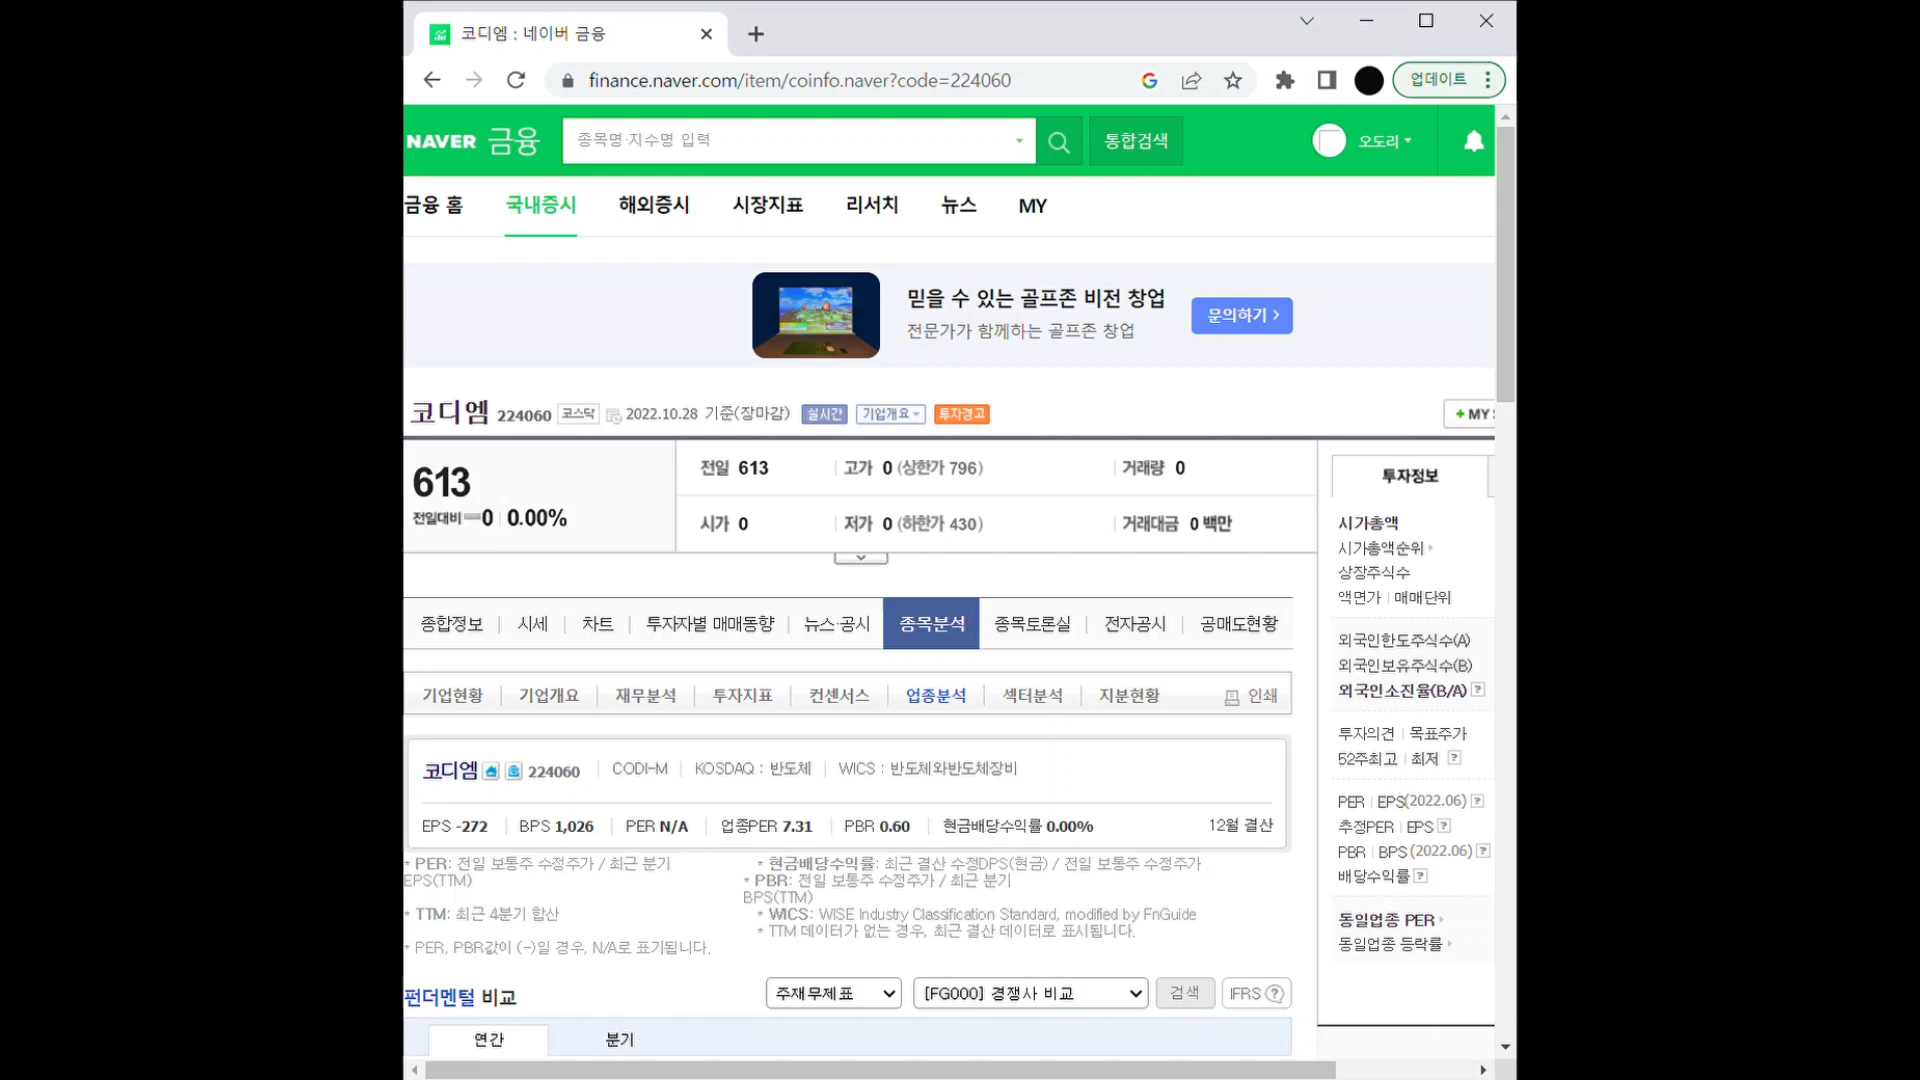 코디엠 : 네이버 금융
finance.naver.com/item/coinfo.naver?code=224060
업데이트
NAVER 금융
종목명·지수명 입력
통합검색
오도리
금융 홈 국내증시 해외증시 시장지표 리서치 뉴스 MY
믿을 수 있는 골프존 비전 창업
전문가가 함께하는 골프존 창업
문의하기 >
코디엠 224060 코스닥 2022.10.28 기준(장마감) 실시간 기업개요 투자경고
+ MY
613
전일대비 0 0.00%
전일 613 고가 0 (상한가 796) 거래량 0
시가 0 저가 0 (하한가 430) 거래대금 0 백만
종합정보 시세 차트 투자자별 매매동향 뉴스·공시 종목분석 종목토론실 전자공시 공매도현황
기업현황 기업개요 재무분석 투자지표 컨센서스 업종분석 섹터분석 지분현황 인쇄
코디엠 224060 CODI-M KOSDAQ : 반도체 WICS : 반도체와반도체장비
EPS -272 BPS 1,026 PER N/A 업종PER 7.31 PBR 0.60 현금배당수익률 0.00% 12월 결산
* PER: 전일 보통주 수정주가 / 최근 분기
EPS(TTM)
* TTM: 최근 4분기 합산
* PER, PBR값이 (-)일 경우, N/A로 표기됩니다.
* 현금배당수익률: 최근 결산 수정DPS(현금) / 전일 보통주 수정주가
* PBR: 전일 보통주 수정주가 / 최근 분기
BPS(TTM)
* WICS: WISE Industry Classification Standard, modified by FnGuide
* TTM 데이터가 없는 경우, 최근 결산 데이터로 표시됩니다.
펀더멘털 비교
주재무제표 [FG000] 경쟁사 비교 검색 IFRS ?
연간 분기
투자정보
시가총액
시가총액순위
상장주식수
액면가 매매단위
외국인한도주식수(A)
외국인보유주식수(B)
외국인소진율(B/A) ?
투자의견 목표주가
52주최고 최저 ?
PER EPS(2022.06) ?
추정PER EPS ?
PBR BPS (2022.06) ?
배당수익률 ?
동일업종 PER
동일업종 등락률